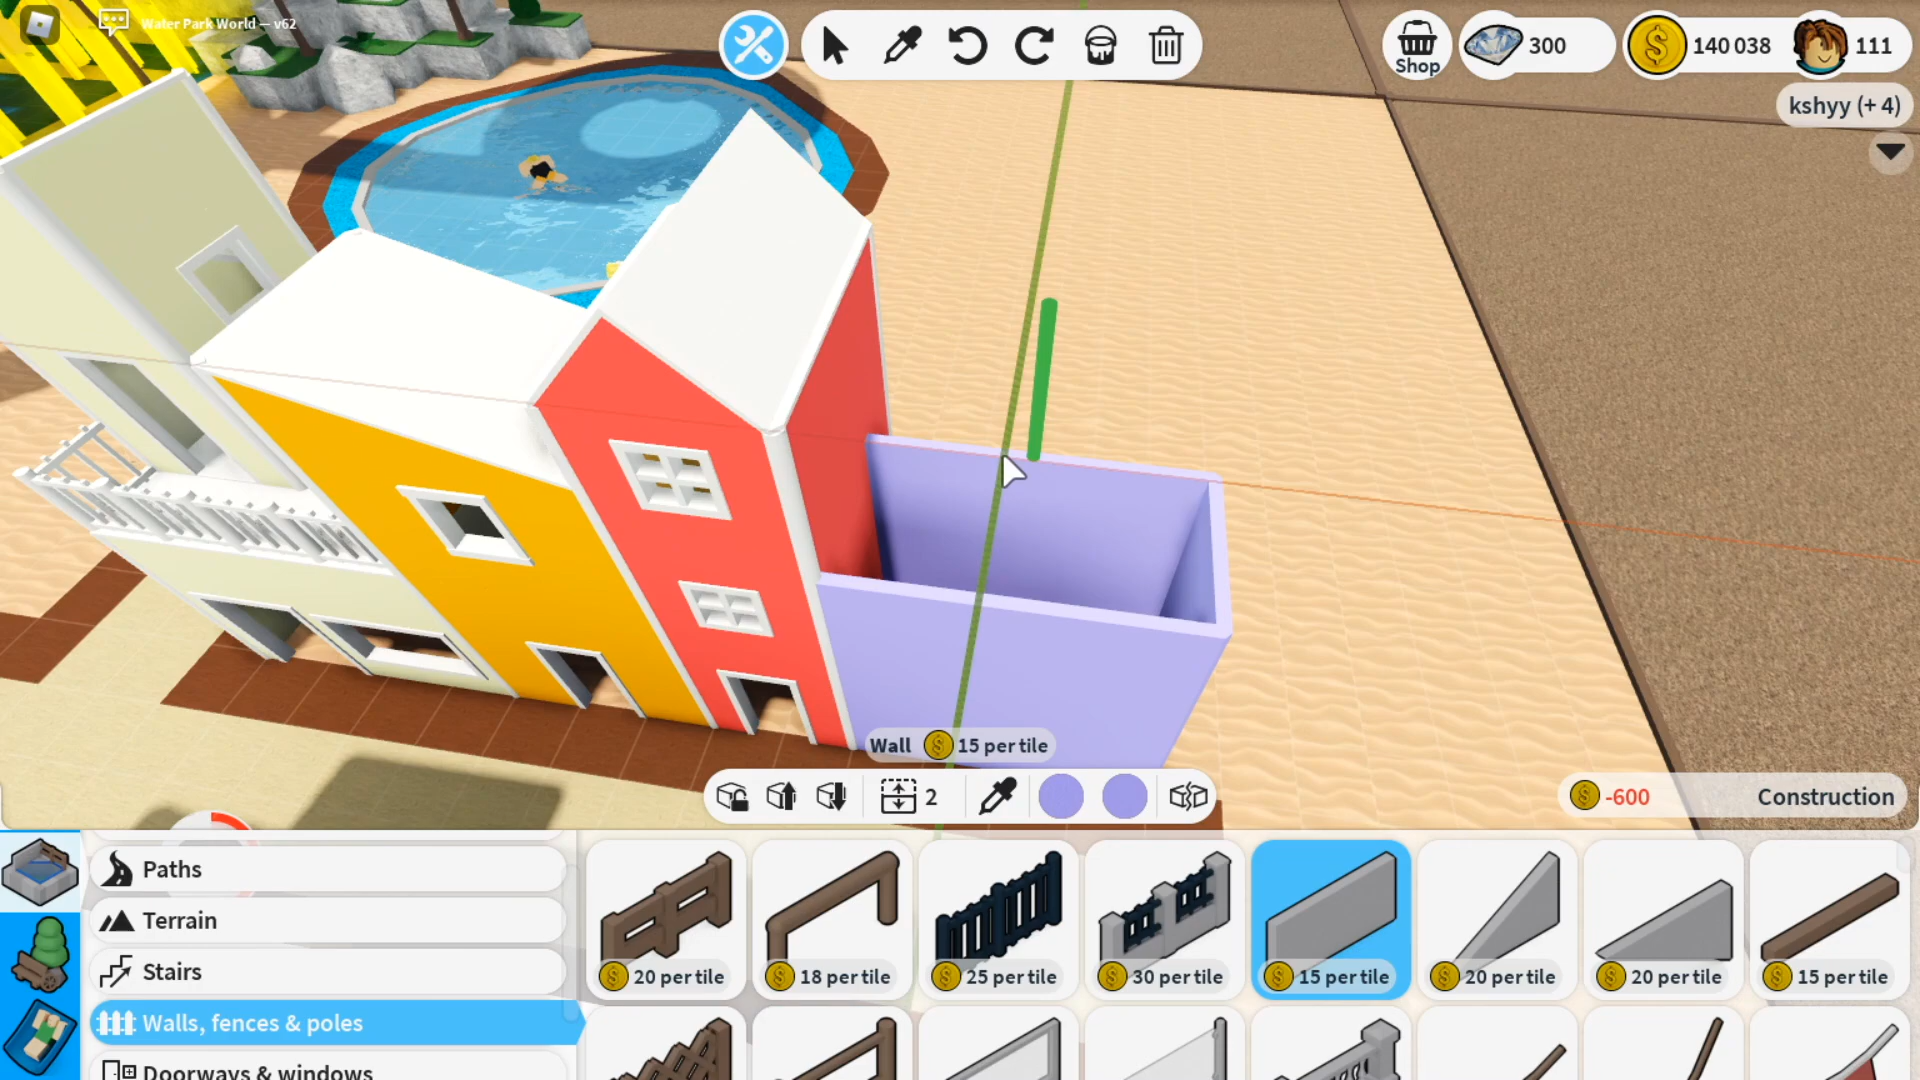 Water Park World — v62
Shop
300
140 038
111
kshyy (+ 4)
Wall 15 per tile
2
-600 Construction
Paths
Terrain
Stairs
Walls, fences & poles
Doorways & windows
20 per tile
18 per tile
25 per tile
30 per tile
15 per tile
20 per tile
20 per tile
15 per tile